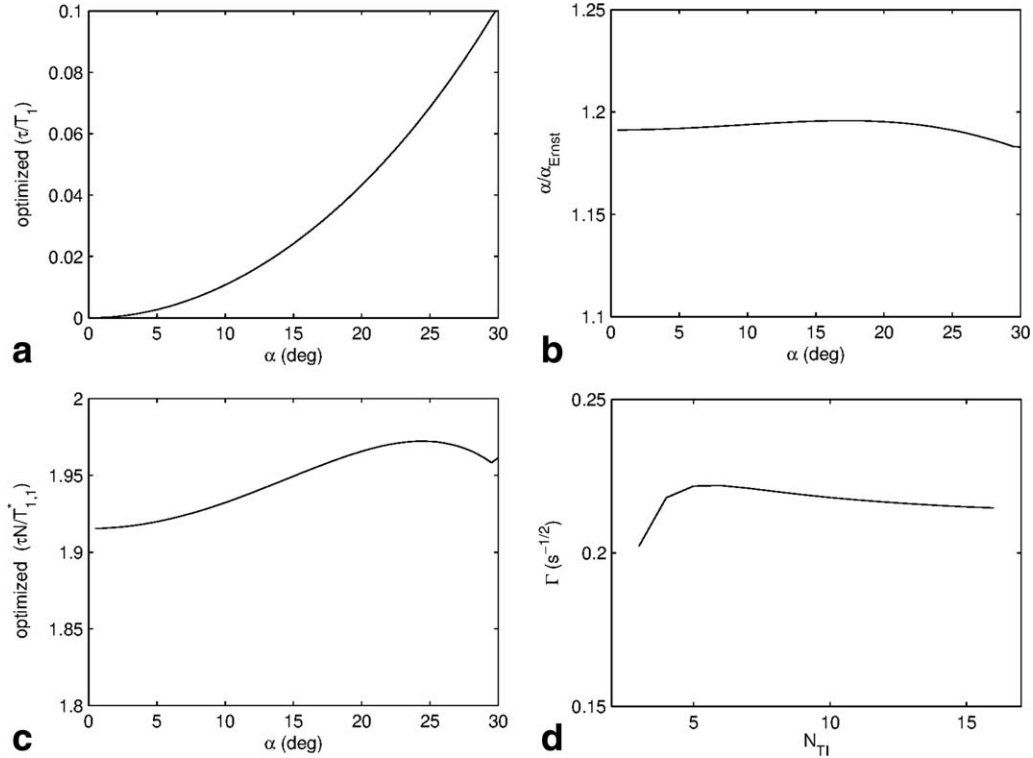 0.1
0.08
0.06
0.04
0.02
0
optimized (τ/T1)
0 5 10 15 20 25 30
α (deg)
a
1.25
1.2
1.15
1.1
α/αErnst
0 5 10 15 20 25 30
α (deg)
b
2
1.95
1.9
1.85
1.8
optimized (τN/T*1,1)
0 5 10 15 20 25 30
α (deg)
c
0.25
0.2
0.15
Γ (s-1/2)
5 10 15
NTI
d